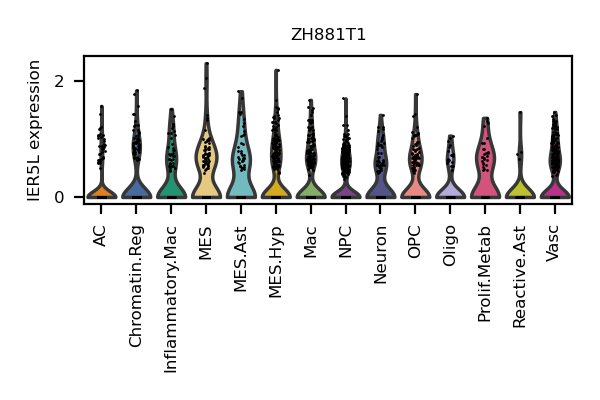 ZH881T1
IER5L expression
2
0
AC
Chromatin.Reg
Inflammatory.Mac
MES
MES.Ast
MES.Hyp
Mac
NPC
Neuron
OPC
Oligo
Prolif.Metab
Reactive.Ast
Vasc